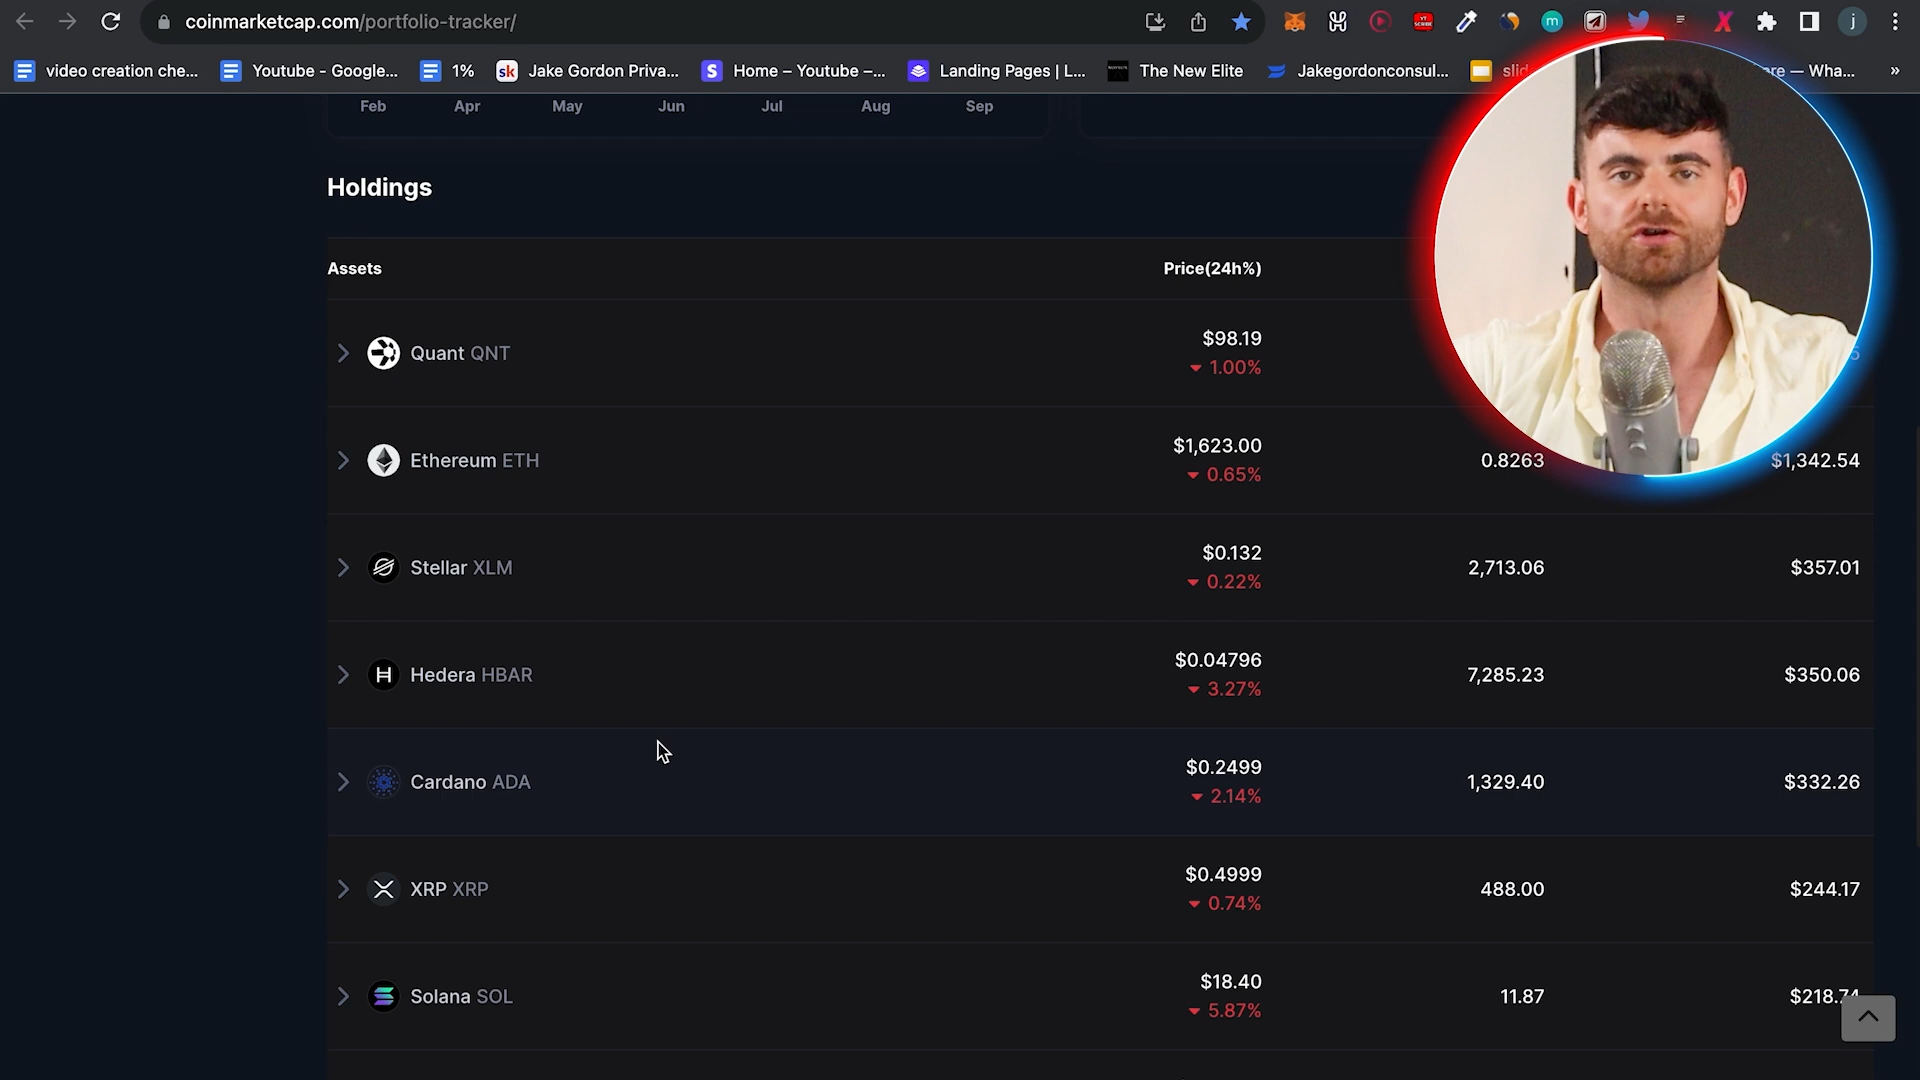 coinmarketcap.com/portfolio-tracker/
video creation che... Youtube - Google... 1% sk Jake Gordon Priva... S Home – Youtube –... Landing Pages | L... The New Elite Jakegordonconsul... – Wha... »
Feb Apr May Jun Jul Aug Sep
Holdings
Assets Price(24h%)
Quant QNT $98.19
1.00%
Ethereum ETH $1,623.00 0.8263 $1,342.54
0.65%
Stellar XLM $0.132 2,713.06 $357.01
0.22%
Hedera HBAR $0.04796 7,285.23 $350.06
3.27%
Cardano ADA $0.2499 1,329.40 $332.26
2.14%
XRP XRP $0.4999 488.00 $244.17
0.74%
Solana SOL $18.40 11.87 $218.74
5.87%